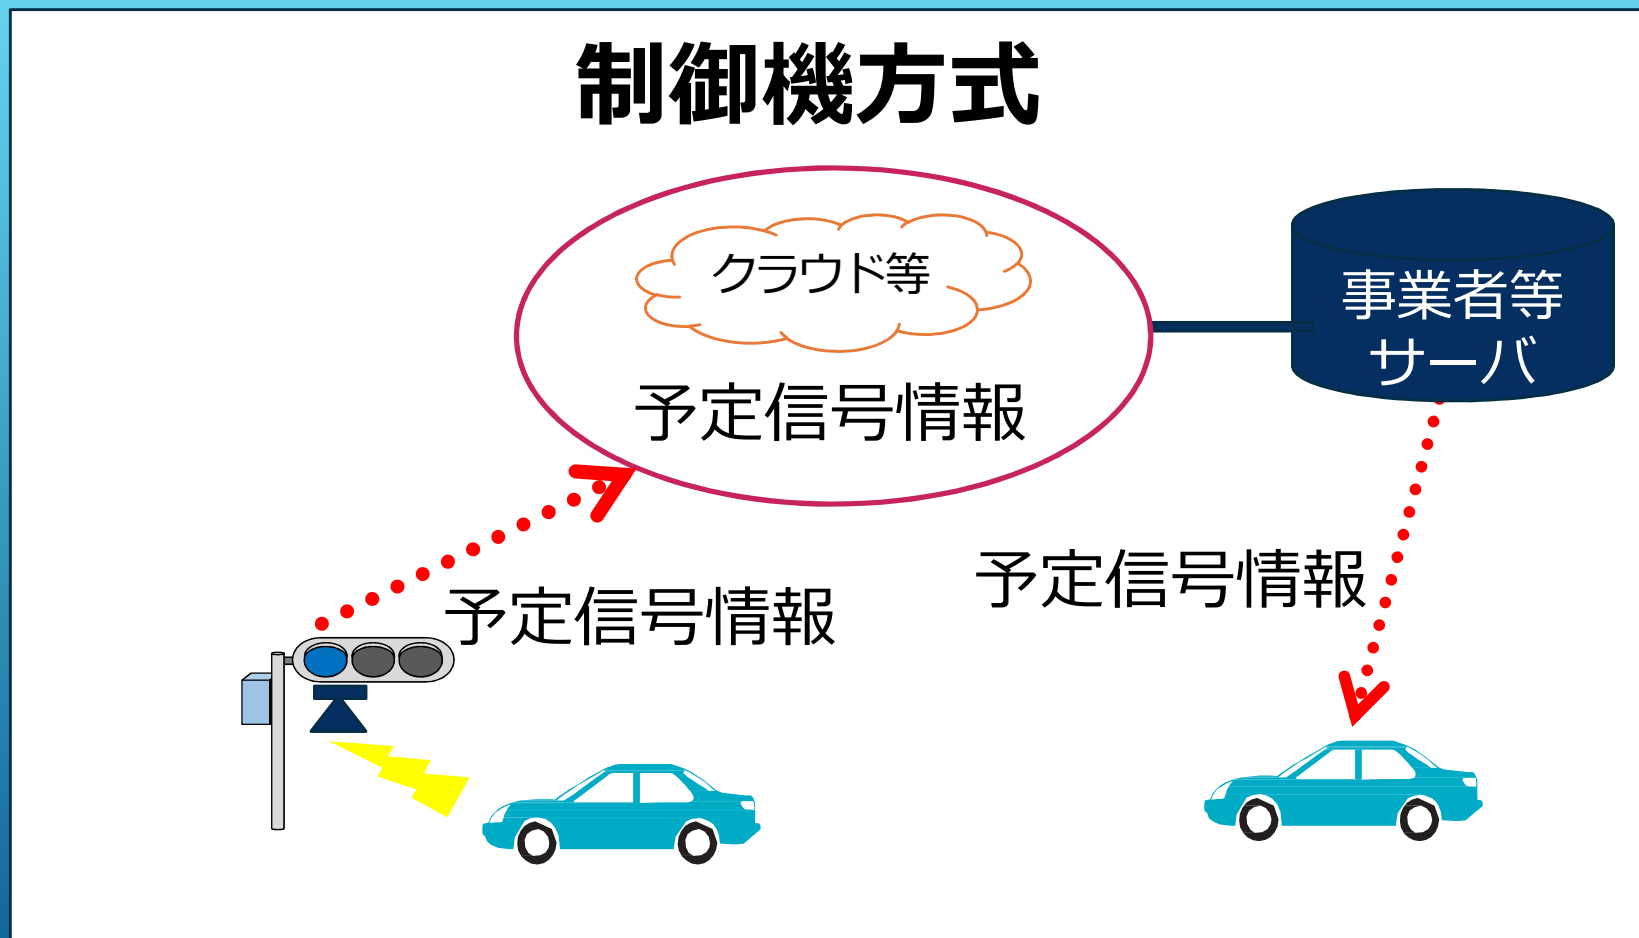 制御機方式
クラウド等
事業者等
サーバ
予定信号情報
予定信号情報
予定信号情報